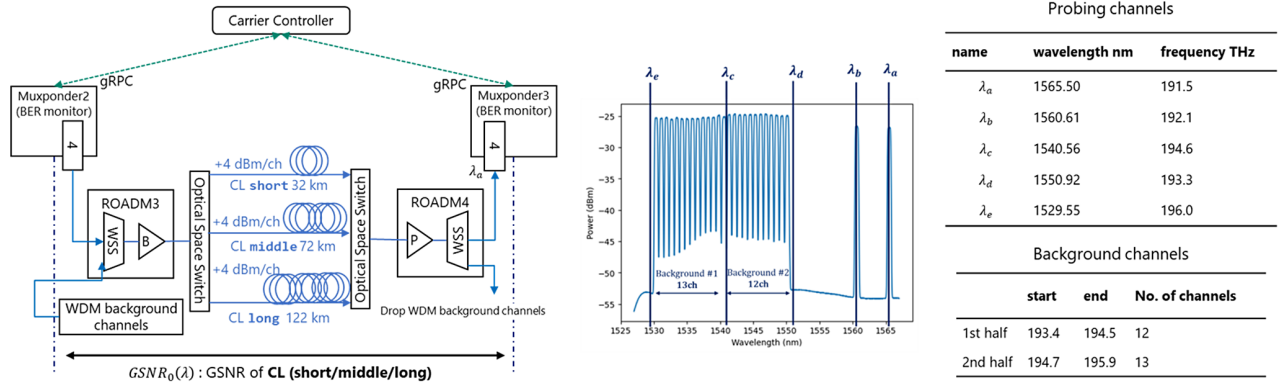 Carrier Controller
gRPC
gRPC
Muxponder2
(BER monitor)
4
Muxponder3
(BER monitor)
4
λa
+4 dBm/ch
CL short 32 km
+4 dBm/ch
CL middle 72 km
+4 dBm/ch
CL long 122 km
Optical Space Switch
Optical Space Switch
ROADM3
WSS
B
ROADM4
P
WSS
WDM background
channels
Drop WDM background channels
GSNR₀(λ) : GSNR of CL (short/middle/long)
λe
λc
λd
λb
λa
Power (dBm)
−25
−30
−35
−40
−45
−50
−55
Background #1
13ch
Background #2
12ch
1525 1530 1535 1540 1545 1550 1555 1560 1565
Wavelength (nm)
Probing channels
name wavelength nm frequency THz
λa 1565.50 191.5
λb 1560.61 192.1
λc 1540.56 194.6
λd 1550.92 193.3
λe 1529.55 196.0
Background channels
start end No. of channels
1st half 193.4 194.5 12
2nd half 194.7 195.9 13